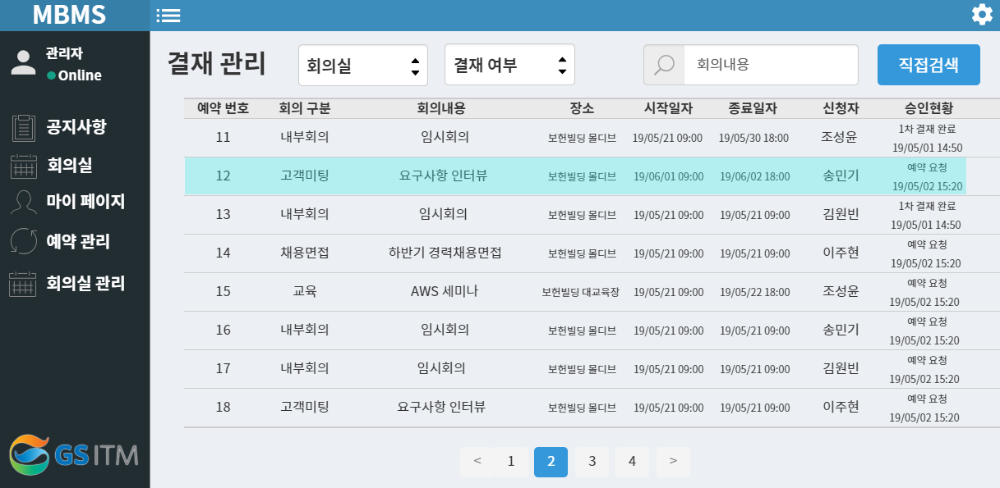 MBMS
관리자
Online
공지사항
회의실
마이 페이지
예약 관리
회의실 관리
GS ITM
결재 관리 회의실 결재 여부 회의내용 직접검색
예약 번호 회의 구분 회의내용 장소 시작일자 종료일자 신청자 승인현황
11 내부회의 임시회의 보헌빌딩 몰디브 19/05/21 09:00 19/05/30 18:00 조성윤 1차 결재 완료
19/05/01 14:50
12 고객미팅 요구사항 인터뷰 보헌빌딩 몰디브 19/06/01 09:00 19/06/02 18:00 송민기 예약 요청
19/05/02 15:20
13 내부회의 임시회의 보헌빌딩 몰디브 19/05/21 09:00 19/05/21 09:00 김원빈 1차 결재 완료
19/05/01 14:50
14 채용면접 하반기 경력채용면접 보헌빌딩 몰디브 19/05/21 09:00 19/05/21 09:00 이주현 예약 요청
19/05/02 15:20
15 교육 AWS 세미나 보헌빌딩 대교육장 19/05/21 09:00 19/05/22 18:00 조성윤 예약 요청
19/05/02 15:20
16 내부회의 임시회의 보헌빌딩 몰디브 19/05/21 09:00 19/05/21 09:00 송민기 예약 요청
19/05/02 15:20
17 내부회의 임시회의 보헌빌딩 몰디브 19/05/21 09:00 19/05/21 09:00 김원빈 예약 요청
19/05/02 15:20
18 고객미팅 요구사항 인터뷰 보헌빌딩 몰디브 19/05/21 09:00 19/05/21 09:00 이주현 예약 요청
19/05/02 15:20
< 1 2 3 4 >